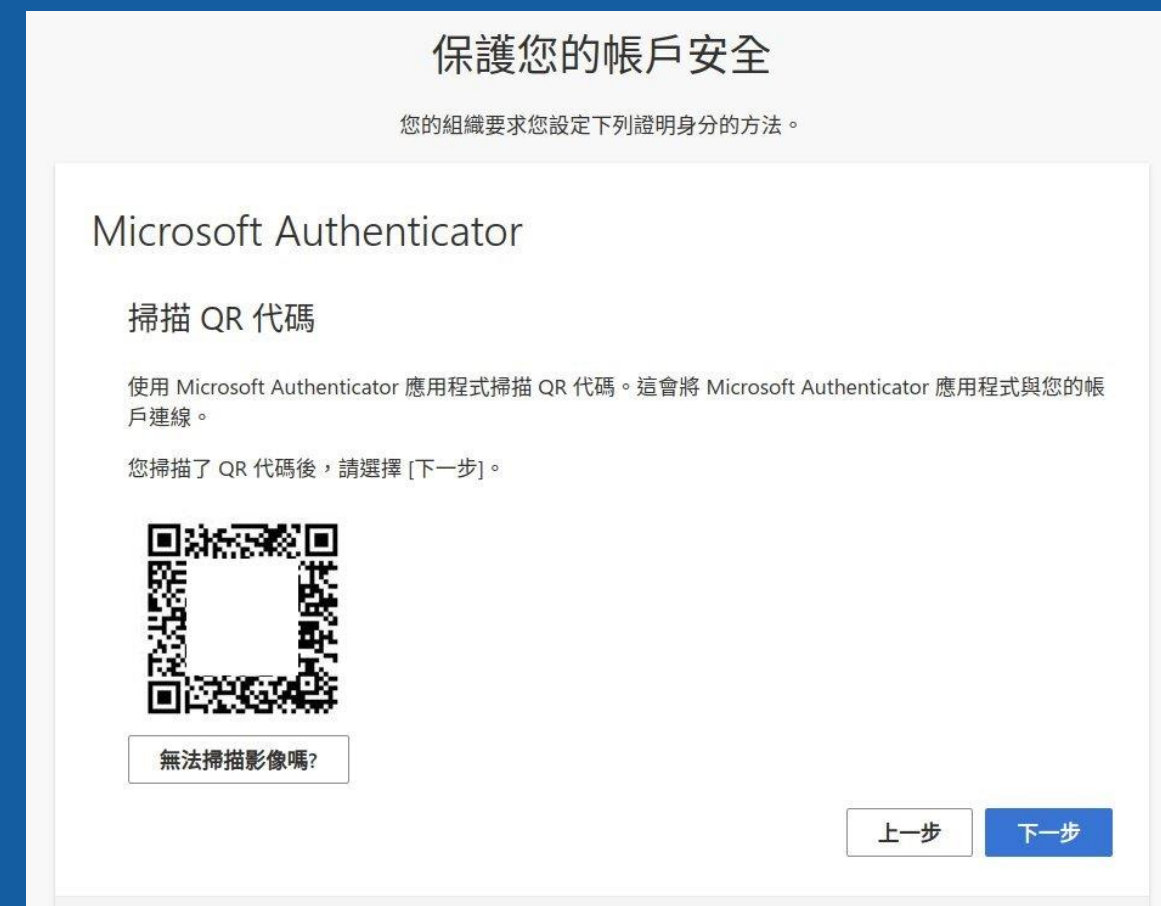 保護您的帳戶安全
您的組織要求您設定下列證明身分的方法。
Microsoft Authenticator
掃描 QR 代碼
使用 Microsoft Authenticator 應用程式掃描 QR 代碼。這會將 Microsoft Authenticator 應用程式與您的帳
戶連線。
您掃描了 QR 代碼後，請選擇 [下一步]。
無法掃描影像嗎?
上一步
下一步